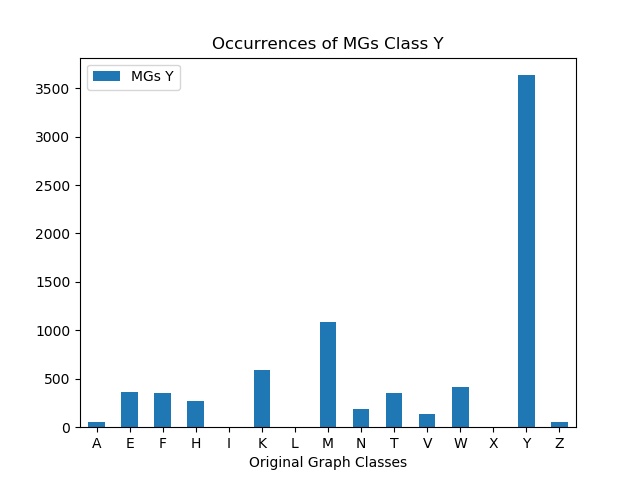 Occurrences of MGs Class Y
MGs Y
3500
3000
2500
2000
1500
1000
500
0
A E F H I K L M N T V W X Y Z
Original Graph Classes